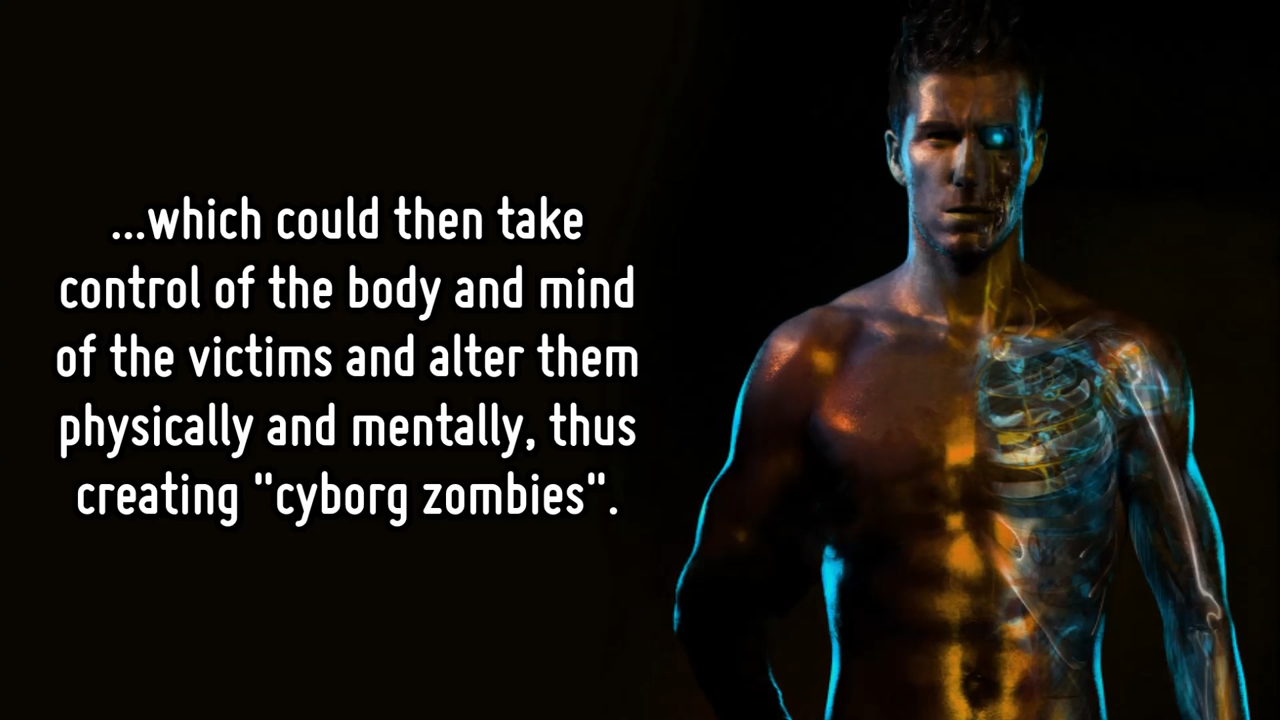 ...which could then take
control of the body and mind
of the victims and alter them
physically and mentally, thus
creating "cyborg zombies".